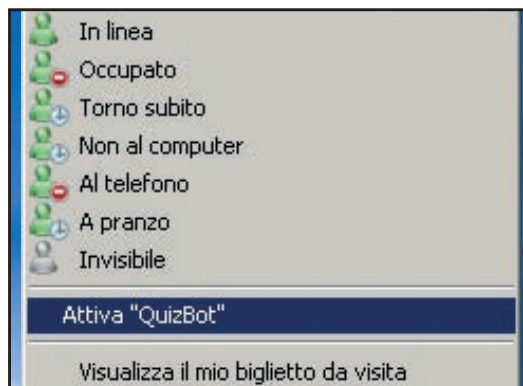 In linea
Occupato
Torno subito
Non al computer
Al telefono
A pranzo
Invisibile
Attiva "QuizBot"
Visualizza il mio biglietto da visita